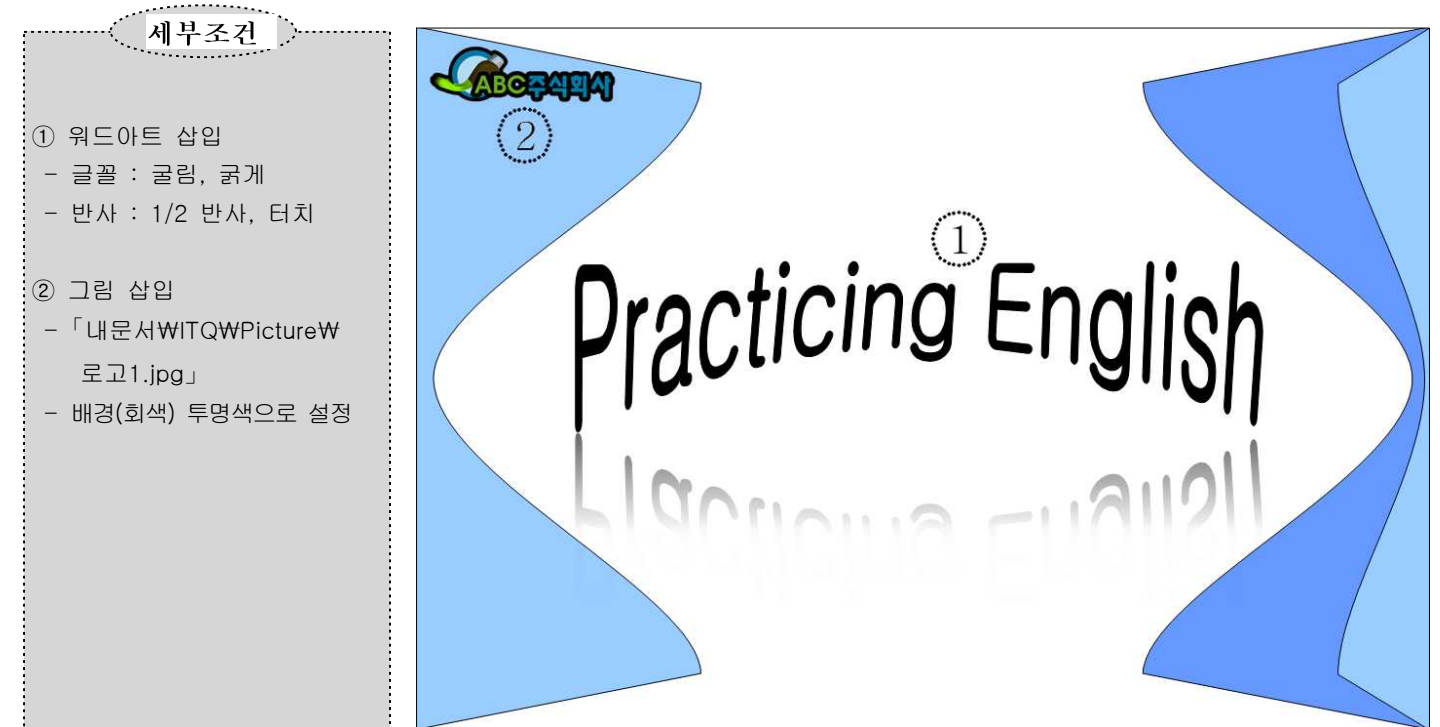 세부조건
① 워드아트 삽입
- 글꼴 : 굴림, 굵게
- 반사 : 1/2 반사, 터치
② 그림 삽입
-「내문서₩ITQ₩Picture₩
로고1.jpg」
- 배경(회색) 투명색으로 설정
ABC주식회사
②
①
Practicing English